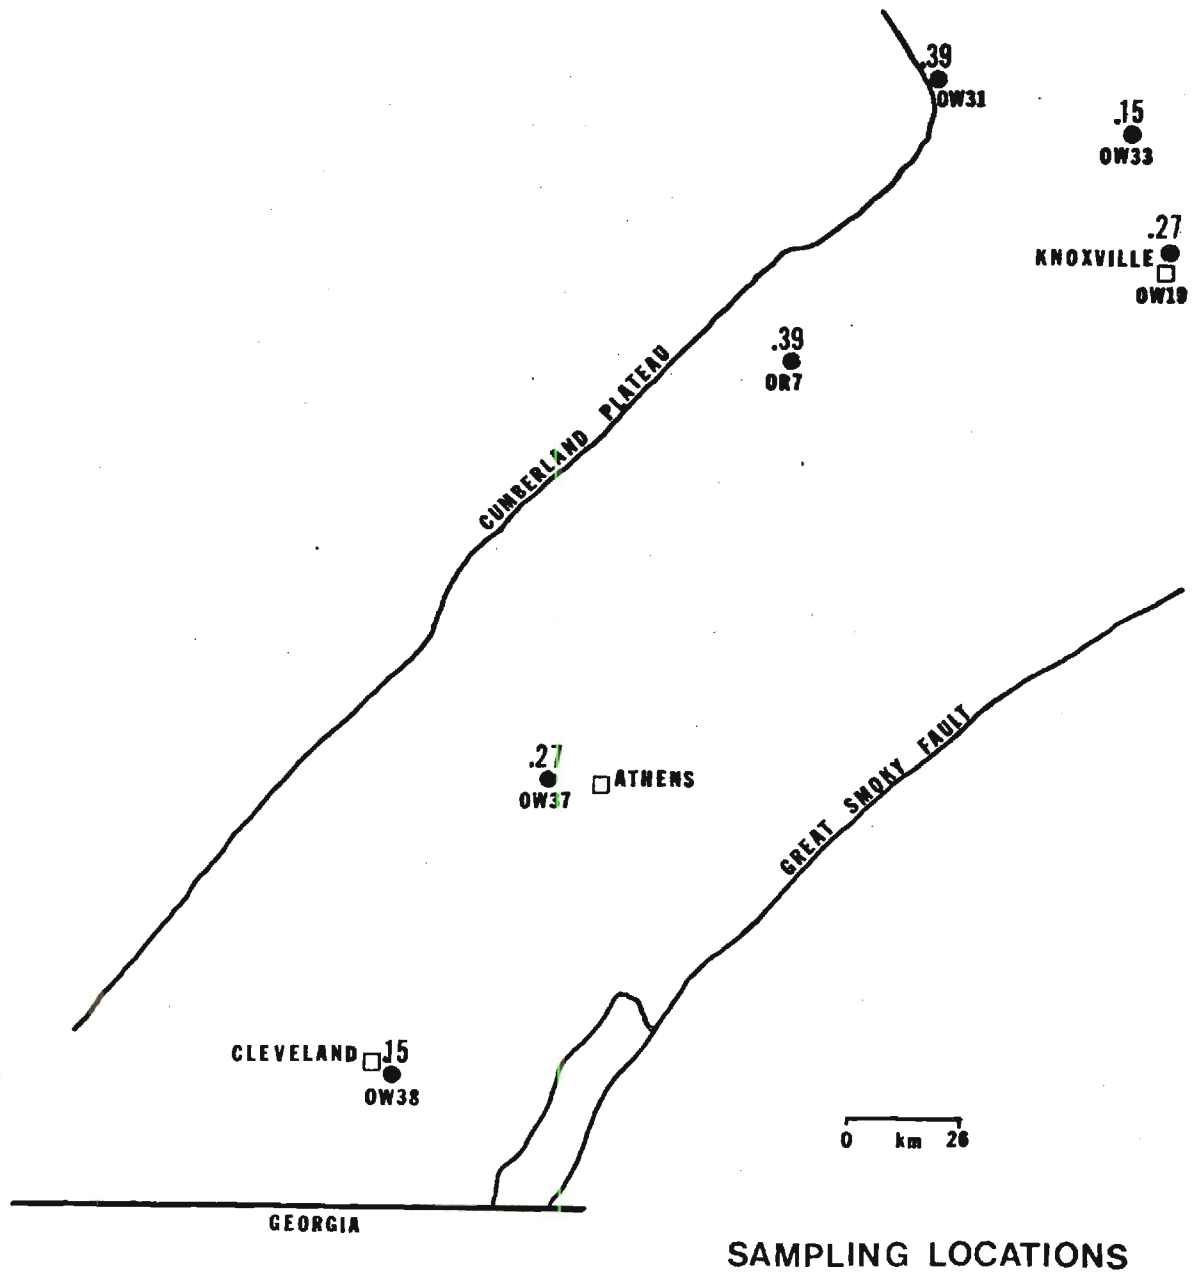 .39
OW31
.15
OW33
.27
KNOXVILLE
OW19
.39
OR7
CUMBERLAND PLATEAU
GREAT SMOKY FAULT
.27
OW37
ATHENS
CLEVELAND
.15
OW38
0 km 26
GEORGIA
SAMPLING LOCATIONS